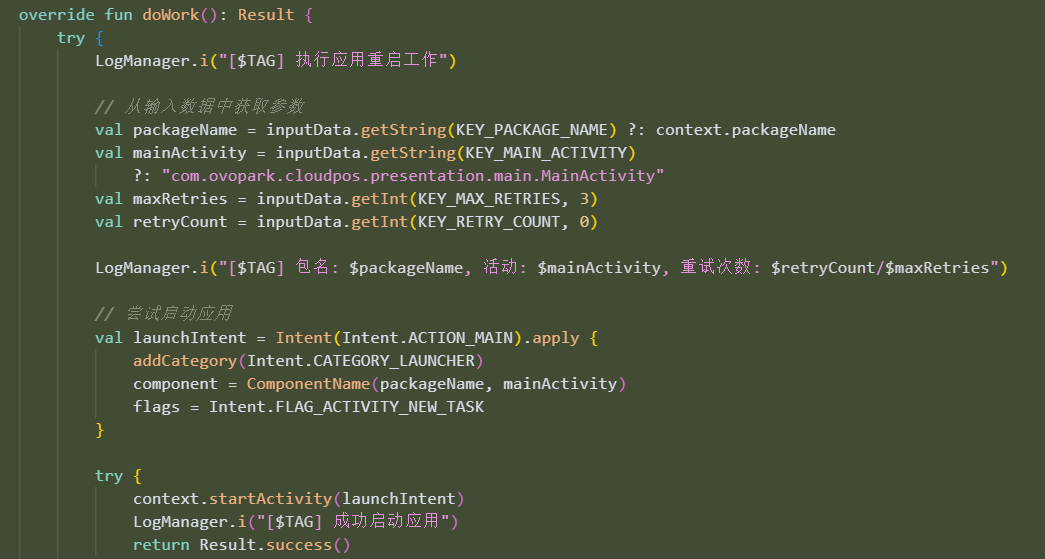 override fun doWork(): Result {
try {
LogManager.i("[$TAG] 执行应用重启工作")
// 从输入数据中获取参数
val packageName = inputData.getString(KEY_PACKAGE_NAME) ?: context.packageName
val mainActivity = inputData.getString(KEY_MAIN_ACTIVITY)
?: "com.ovopark.cloudpos.presentation.main.MainActivity"
val maxRetries = inputData.getInt(KEY_MAX_RETRIES, 3)
val retryCount = inputData.getInt(KEY_RETRY_COUNT, 0)
LogManager.i("[$TAG] 包名: $packageName, 活动: $mainActivity, 重试次数: $retryCount/$maxRetries")
// 尝试启动应用
val launchIntent = Intent(Intent.ACTION_MAIN).apply {
addCategory(Intent.CATEGORY_LAUNCHER)
component = ComponentName(packageName, mainActivity)
flags = Intent.FLAG_ACTIVITY_NEW_TASK
}
try {
context.startActivity(launchIntent)
LogManager.i("[$TAG] 成功启动应用")
return Result.success()